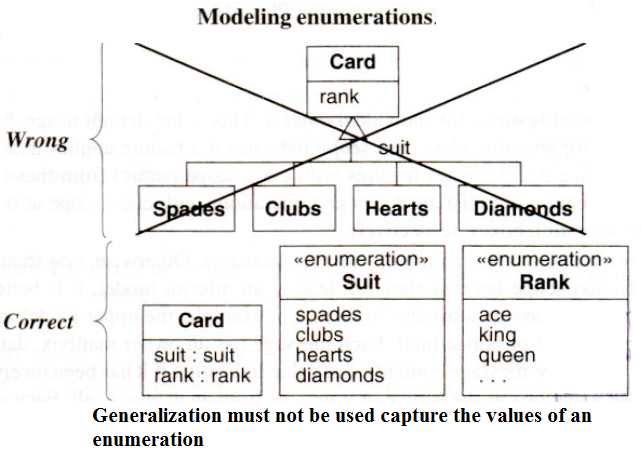 Modeling enumerations.
Card
rank
Wrong
suit
Spades
Clubs
Hearts
Diamonds
«enumeration»
Suit
spades
clubs
hearts
diamonds
«enumeration»
Rank
ace
king
queen
. . .
Correct
Card
suit : suit
rank : rank
Generalization must not be used capture the values of an
enumeration